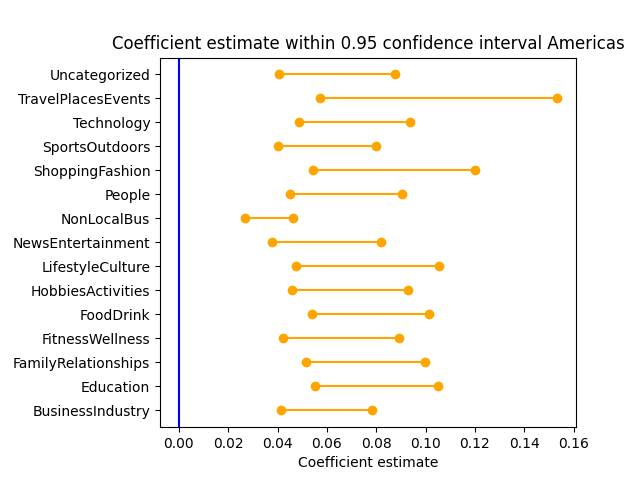 Coefficient estimate within 0.95 confidence interval Americas
Uncategorized
TravelPlacesEvents
Technology
SportsOutdoors
ShoppingFashion
People
NonLocalBus
NewsEntertainment
LifestyleCulture
HobbiesActivities
FoodDrink
FitnessWellness
FamilyRelationships
Education
BusinessIndustry
0.00 0.02 0.04 0.06 0.08 0.10 0.12 0.14 0.16
Coefficient estimate